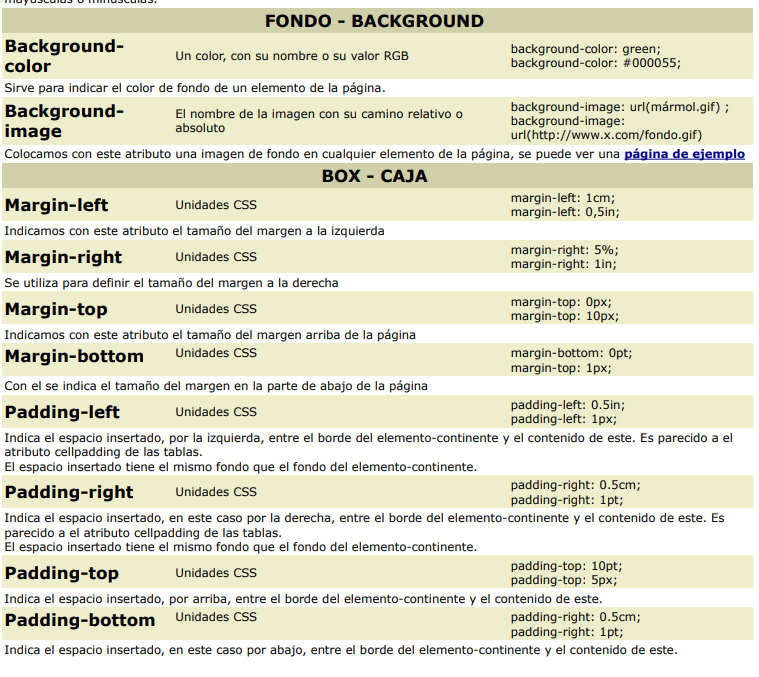 mayúsculas o minúsculas.
FONDO - BACKGROUND
Background-
color
Un color, con su nombre o su valor RGB
background-color: green;
background-color: #000055;
Sirve para indicar el color de fondo de un elemento de la página.
Background-
image
El nombre de la imagen con su camino relativo o
absoluto
background-image: url(mármol.gif) ;
background-image:
url(http://www.x.com/fondo.gif)
Colocamos con este atributo una imagen de fondo en cualquier elemento de la página, se puede ver una página de ejemplo
BOX - CAJA
Margin-left
Unidades CSS
margin-left: 1cm;
margin-left: 0,5in;
Indicamos con este atributo el tamaño del margen a la izquierda
Margin-right
Unidades CSS
margin-right: 5%;
margin-right: 1in;
Se utiliza para definir el tamaño del margen a la derecha
Margin-top
Unidades CSS
margin-top: 0px;
margin-top: 10px;
Indicamos con este atributo el tamaño del margen arriba de la página
Margin-bottom
Unidades CSS
margin-bottom: 0pt;
margin-top: 1px;
Con el se indica el tamaño del margen en la parte de abajo de la página
Padding-left
Unidades CSS
padding-left: 0.5in;
padding-left: 1px;
Indica el espacio insertado, por la izquierda, entre el borde del elemento-continente y el contenido de este. Es parecido a el
atributo cellpadding de las tablas.
El espacio insertado tiene el mismo fondo que el fondo del elemento-continente.
Padding-right
Unidades CSS
padding-right: 0.5cm;
padding-right: 1pt;
Indica el espacio insertado, en este caso por la derecha, entre el borde del elemento-continente y el contenido de este. Es
parecido a el atributo cellpadding de las tablas.
El espacio insertado tiene el mismo fondo que el fondo del elemento-continente.
Padding-top
Unidades CSS
padding-top: 10pt;
padding-top: 5px;
Indica el espacio insertado, por arriba, entre el borde del elemento-continente y el contenido de este.
Padding-bottom
Unidades CSS
padding-right: 0.5cm;
padding-right: 1pt;
Indica el espacio insertado, en este caso por abajo, entre el borde del elemento-continente y el contenido de este.